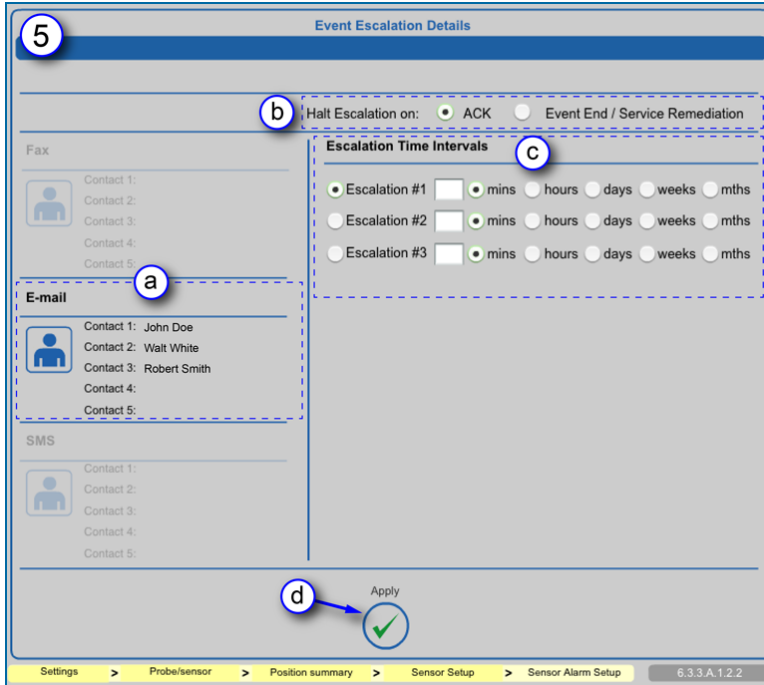 5
Event Escalation Details
b
Halt Escalation on: ACK Event End / Service Remediation
Fax
Contact 1:
Contact 2:
Contact 3:
Contact 4:
Contact 5:
a
E-mail
Contact 1: John Doe
Contact 2: Walt White
Contact 3: Robert Smith
Contact 4:
Contact 5:
SMS
Contact 1:
Contact 2:
Contact 3:
Contact 4:
Contact 5:
Escalation Time Intervals
c
Escalation #1 mins hours days weeks mths
Escalation #2 mins hours days weeks mths
Escalation #3 mins hours days weeks mths
d
Apply
Settings > Probe/sensor > Position summary > Sensor Setup > Sensor Alarm Setup 6.3.3.A.1.2.2